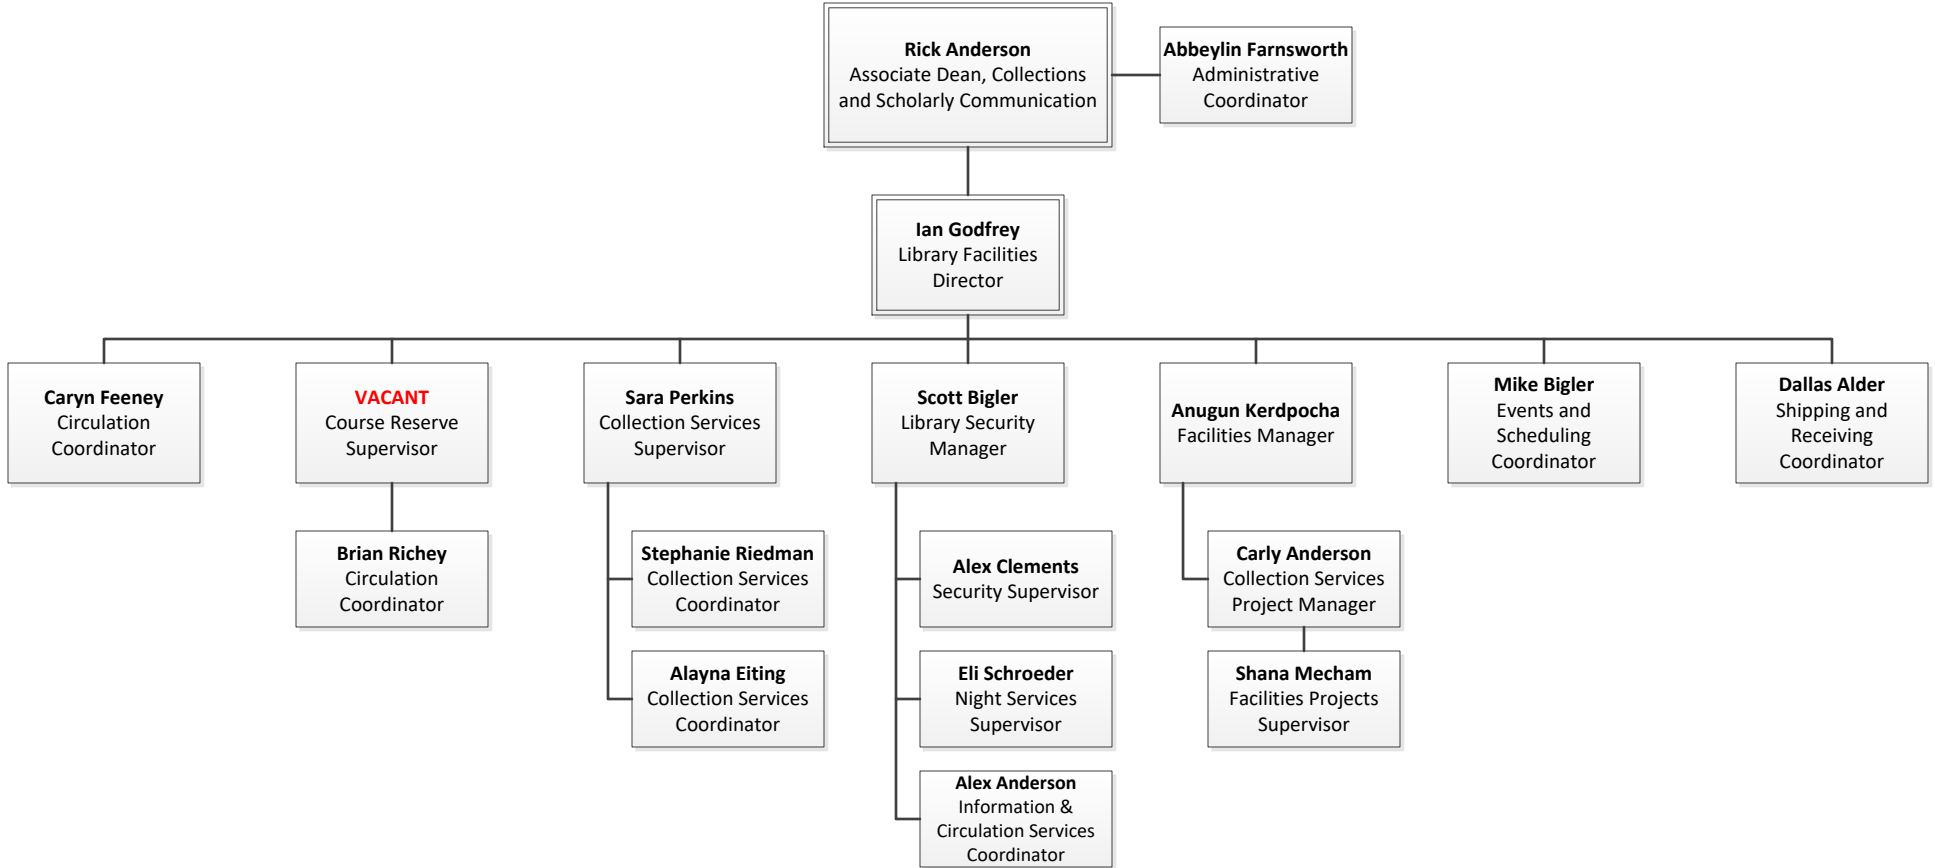 Rick Anderson
Associate Dean, Collections
and Scholarly Communication
Abbeylin Farnsworth
Administrative
Coordinator
Ian Godfrey
Library Facilities
Director
Caryn Feeney
Circulation
Coordinator
VACANT
Course Reserve
Supervisor
Sara Perkins
Collection Services
Supervisor
Scott Bigler
Library Security
Manager
Anugun Kerdpocha
Facilities Manager
Mike Bigler
Events and
Scheduling
Coordinator
Dallas Alder
Shipping and
Receiving
Coordinator
Brian Richey
Circulation
Coordinator
Stephanie Riedman
Collection Services
Coordinator
Alex Clements
Security Supervisor
Carly Anderson
Collection Services
Project Manager
Alayna Eiting
Collection Services
Coordinator
Eli Schroeder
Night Services
Supervisor
Shana Mecham
Facilities Projects
Supervisor
Alex Anderson
Information &
Circulation Services
Coordinator